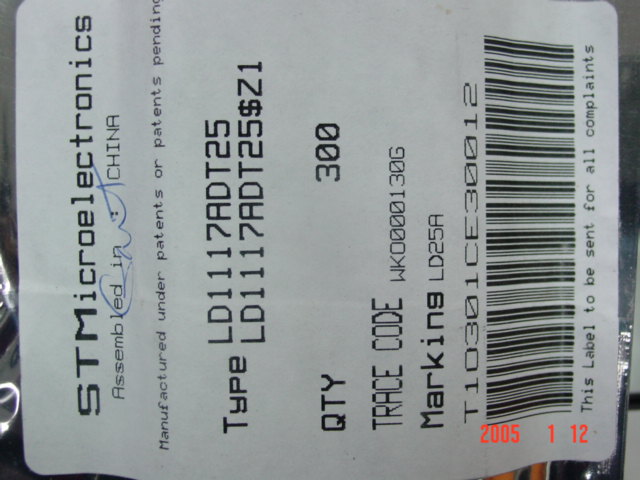 STMicroelectronics
Assembled in: CHINA
Manufactured under patents or patents pending
Type LD1117ADT25
LD1117ADT25$Z1
QTY 300
TRACE CODE WKO0000130G
Marking LD25A
T10301CE30012
This Label to be sent for all complaints
2005 1 12